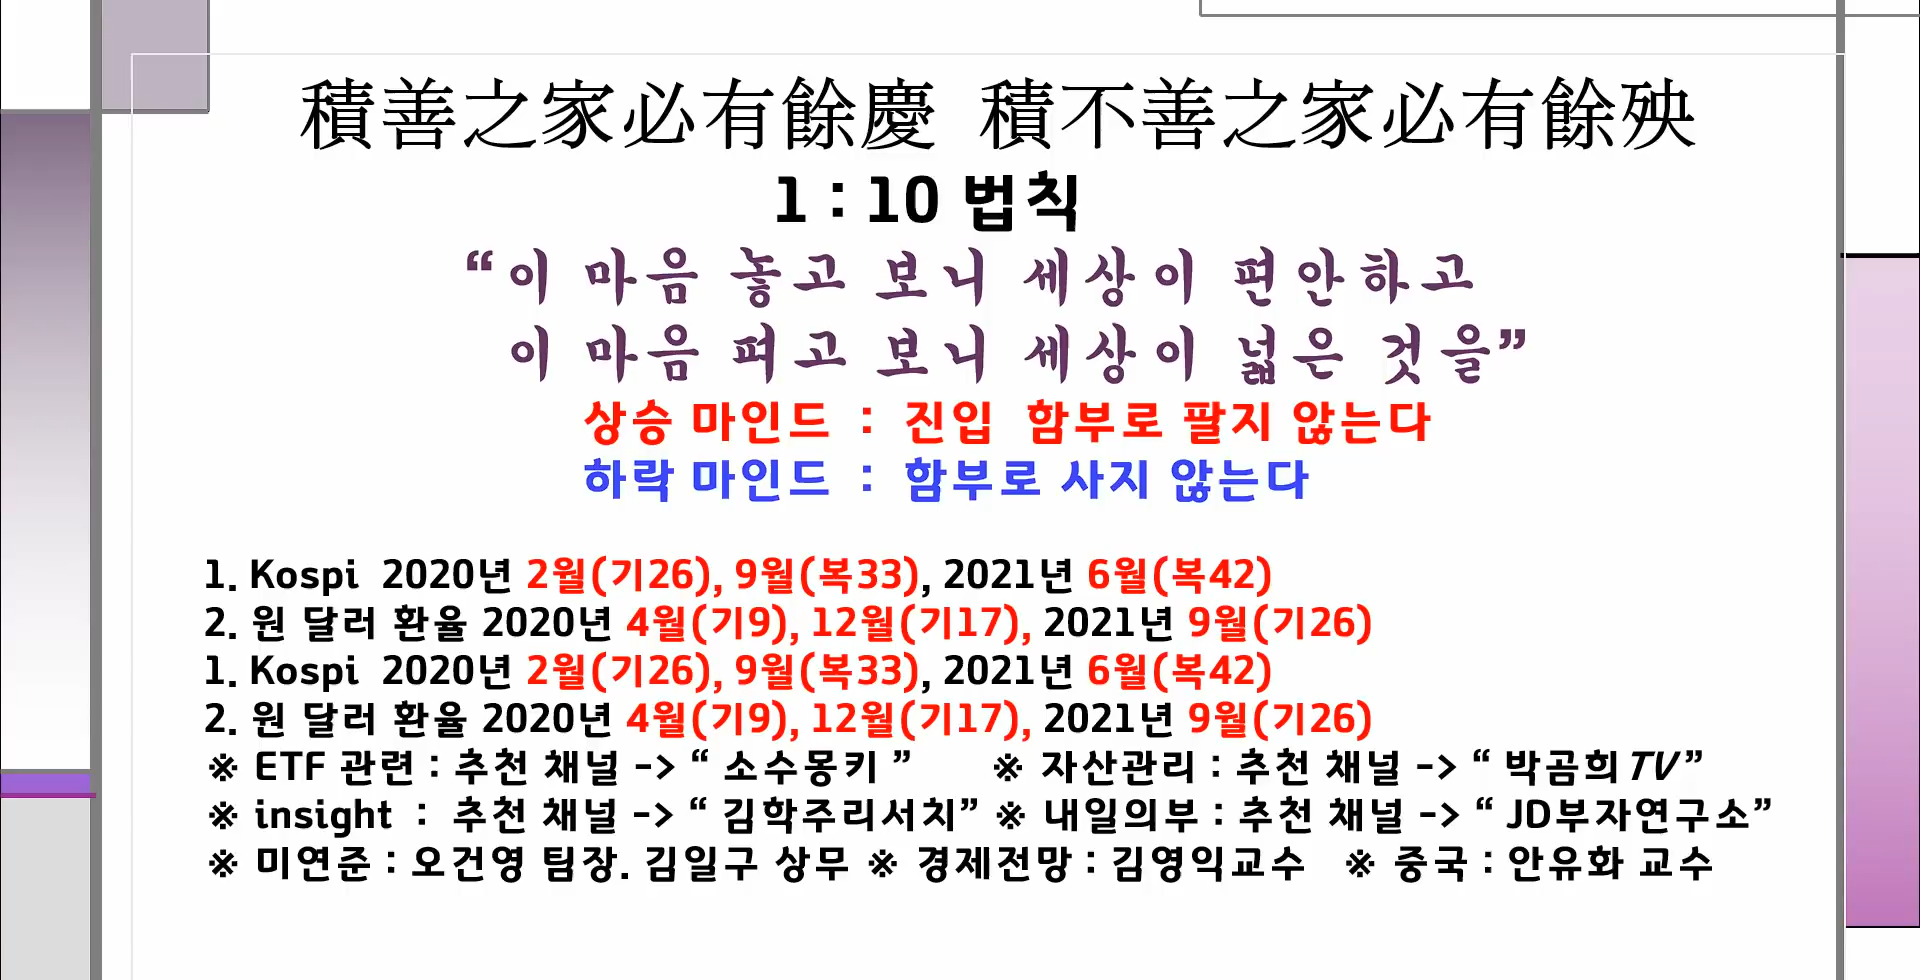 積善之家必有餘慶 積不善之家必有餘殃
1 : 10 법칙
“이 마음 놓고 보니 세상이 편안하고
이 마음 펴고 보니 세상이 넓은 것을”
상승 마인드 : 진입 함부로 팔지 않는다
하락 마인드 : 함부로 사지 않는다
1. Kospi 2020년 2월(기26), 9월(복33), 2021년 6월(복42)
2. 원 달러 환율 2020년 4월(기9), 12월(기17), 2021년 9월(기26)
1. Kospi 2020년 2월(기26), 9월(복33), 2021년 6월(복42)
2. 원 달러 환율 2020년 4월(기9), 12월(기17), 2021년 9월(기26)
※ ETF 관련 : 추천 채널 -> “ 소수몽키 ” ※ 자산관리 : 추천 채널 -> “ 박곰희TV”
※ insight : 추천 채널 -> “ 김학주리서치” ※ 내일의부 : 추천 채널 -> “ JD부자연구소”
※ 미연준 : 오건영 팀장. 김일구 상무 ※ 경제전망 : 김영익교수 ※ 중국 : 안유화 교수